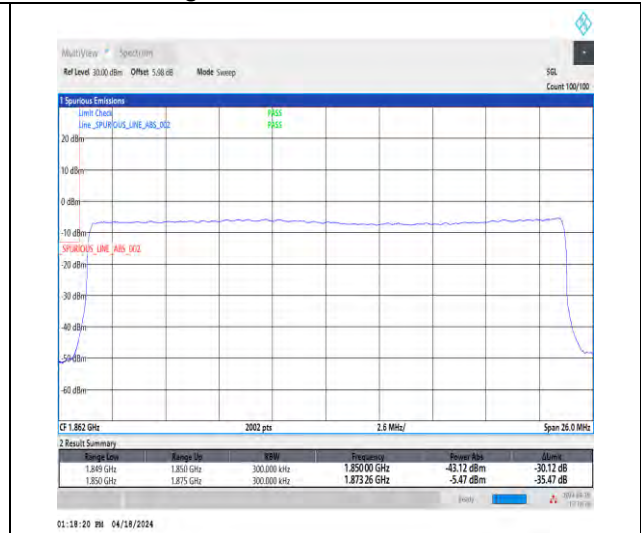 MultiView Spectrum
Ref Level 30.00 dBm Offset 5.98 dB Mode Sweep SGL
Count 100/100
1 Spurious Emissions
Limit Check PASS
Line _SPURIOUS_LINE_ABS_002 PASS
20 dBm
10 dBm
0 dBm
-10 dBm
_SPURIOUS_LINE_ABS_002
-20 dBm
-30 dBm
-40 dBm
-50 dBm
-60 dBm
CF 1.862 GHz 2002 pts 2.6 MHz/ Span 26.0 MHz
2 Result Summary
Range Low Range Up RBW Frequency Power Abs ΔLimit
1.849 GHz 1.850 GHz 300.000 kHz 1.85000 GHz -43.12 dBm -30.12 dB
1.850 GHz 1.875 GHz 300.000 kHz 1.87326 GHz -5.47 dBm -35.47 dB
Ready
01:18:20 PM 04/18/2024